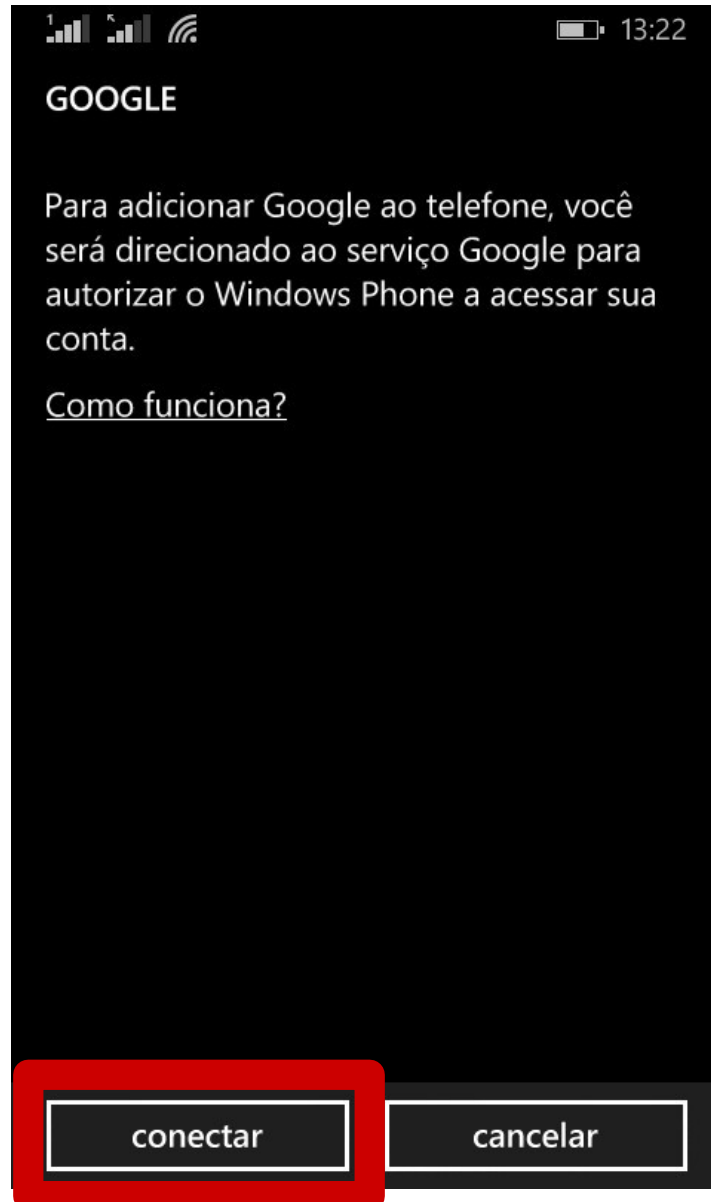 1
13:22
GOOGLE
Para adicionar Google ao telefone, você
será direcionado ao serviço Google para
autorizar o Windows Phone a acessar sua
conta.
Como funciona?
conectar
cancelar